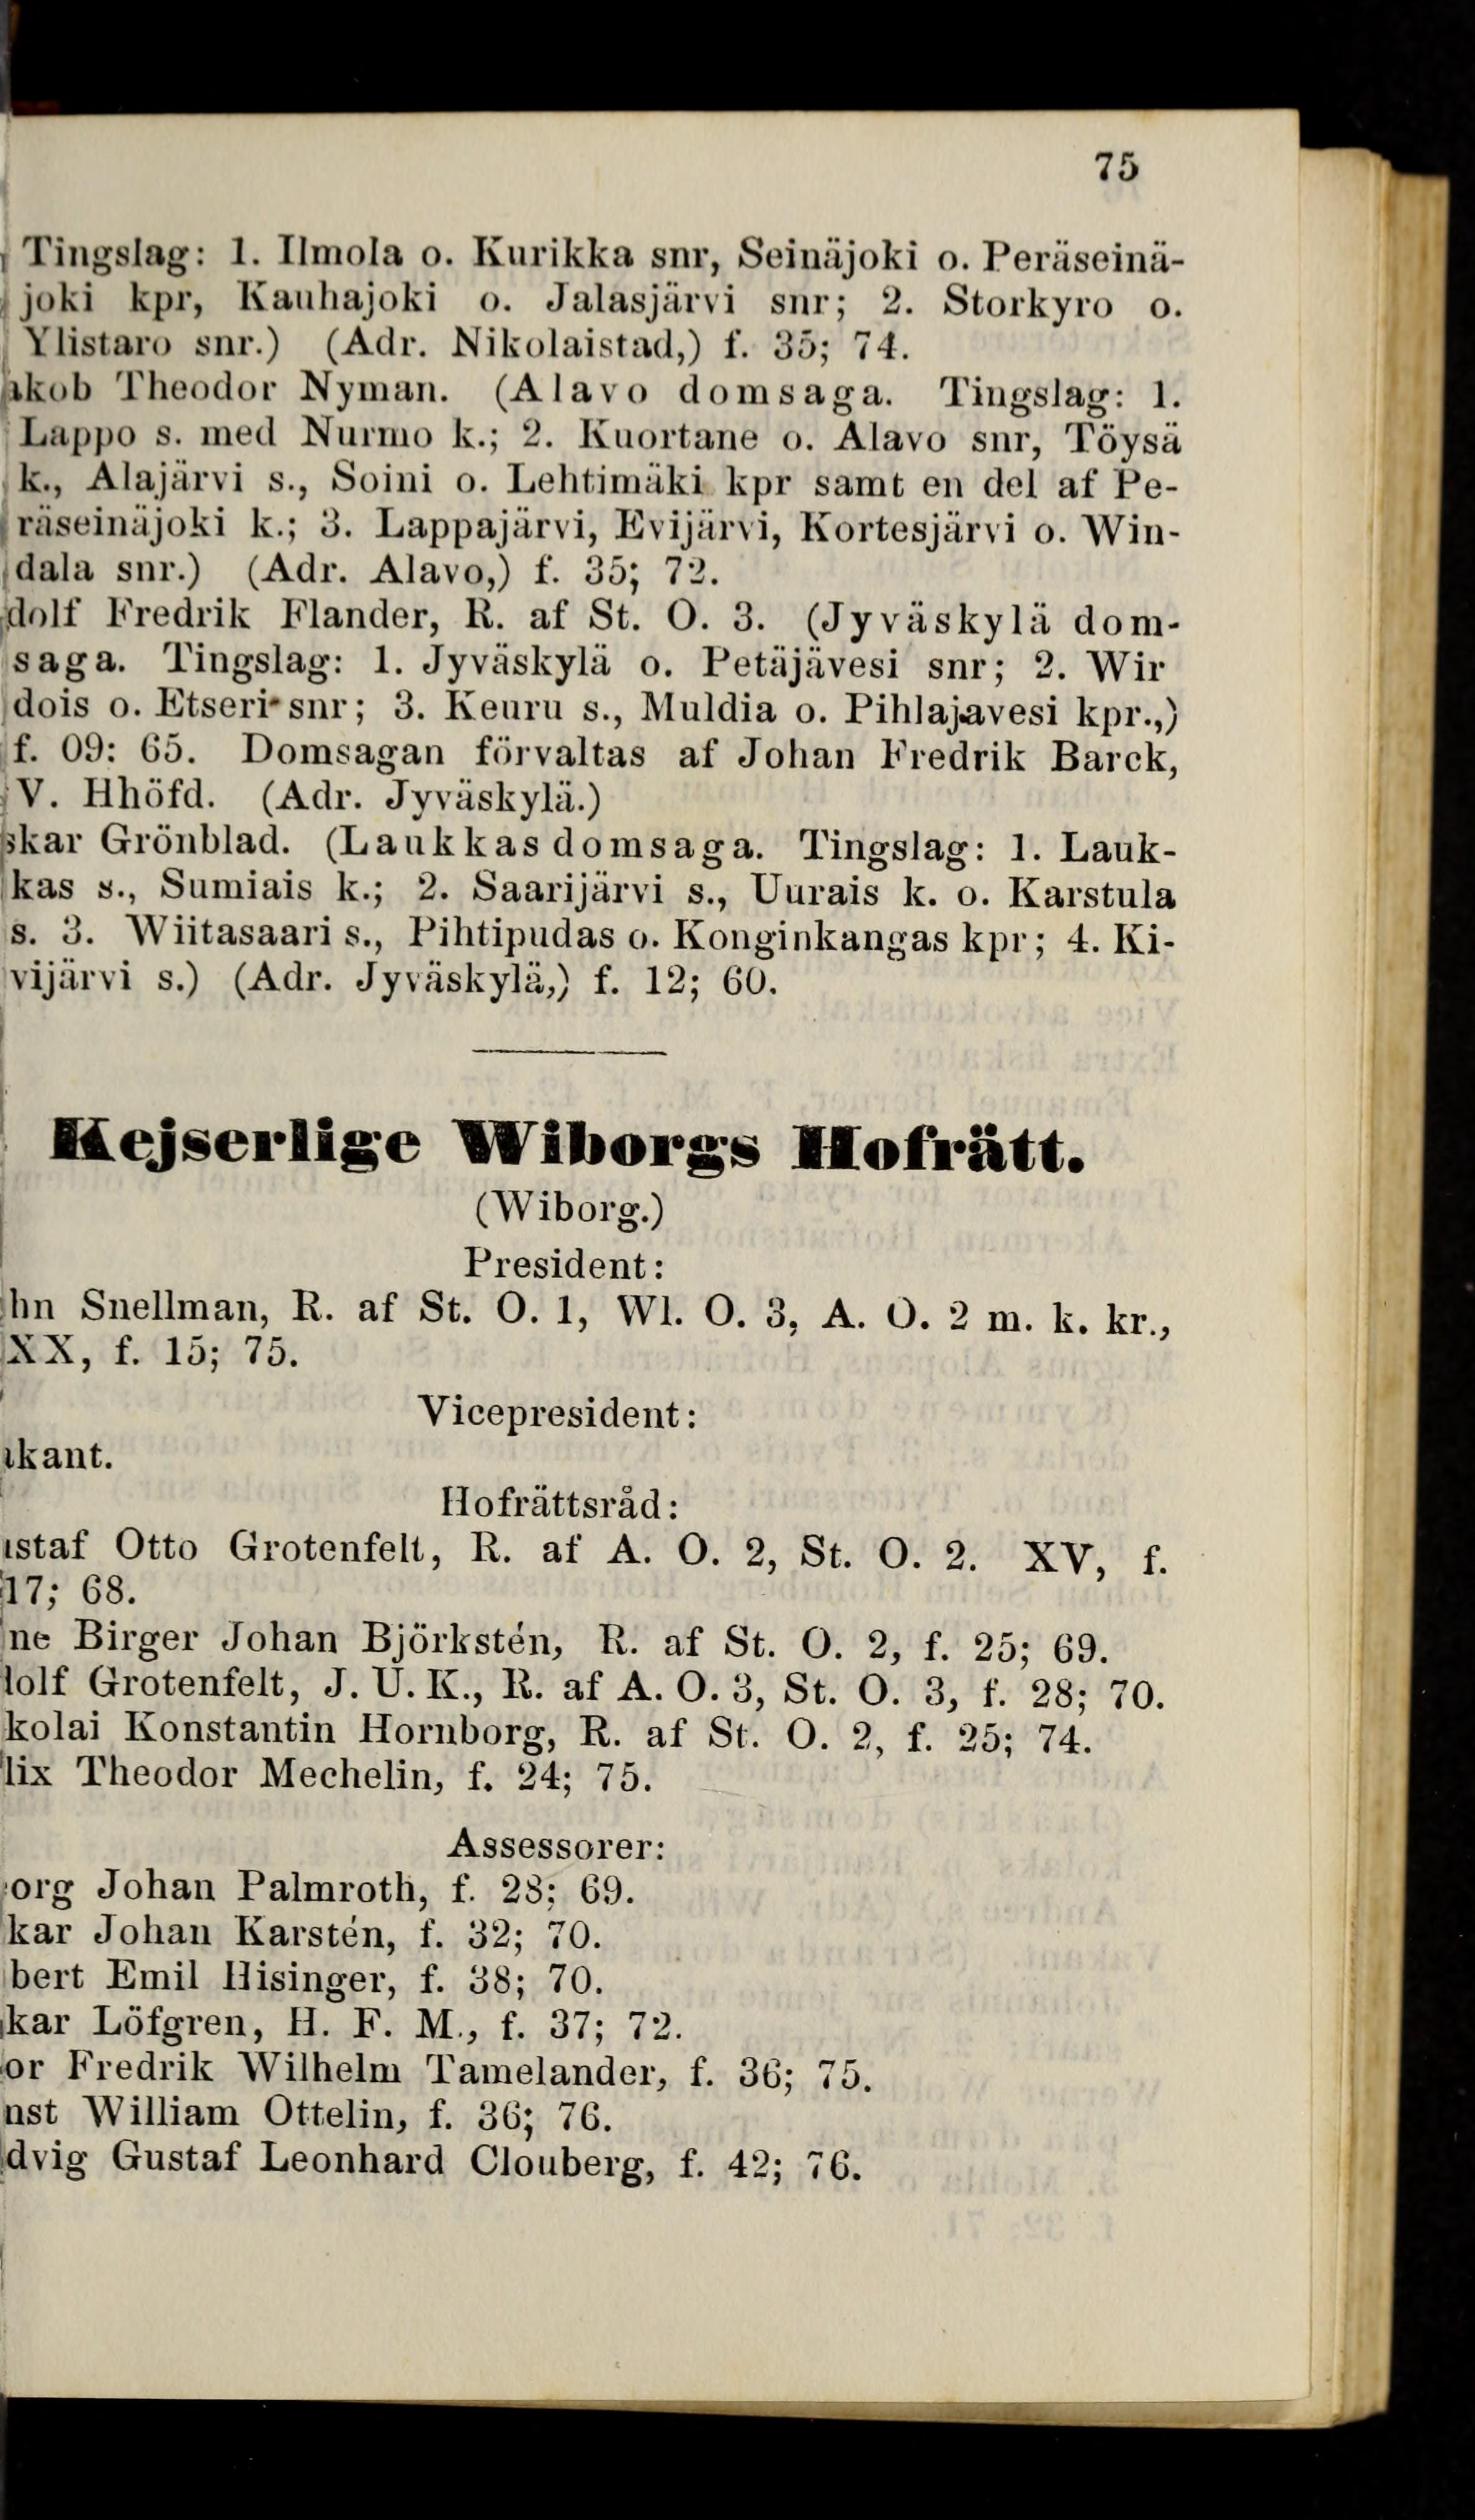 75
Tingslag: 1. Ilmola o. Kurikka snr, Seinäjoki o. Peräseinä-
joki kpr, Kauhajoki o. Jalasjärvi snr; 2. Storkyro o.
Ylistaro snr.) (Adr. Nikolaistad,) f. 35; 74.
akob Theodor Nyman. (Alavo domsaga. Tingslag: 1.
Lappo s. med Nurmo k.; 2. Kuortane o. Alavo snr, Töysä
k., Alajärvi s., Soini o. Lehtimäki kpr samt en del af Pe-
räseinäjoki k.; 3. Lappajärvi, Evijärvi, Kortesjärvi o. Win-
dala snr.) (Adr. Alavo,) f. 35; 72.
dolf Fredrik Flander, R. af St. O. 3. (Jyväskylä dom-
saga. Tingslag: 1. Jyväskylä o. Petäjävesi snr; 2. Wir
dois o. Etseri snr; 3. Keuru s., Muldia o. Pihlajavesi kpr.,)
f. 09: 65. Domsagan förvaltas af Johan Fredrik Barck,
V. Hhöfd. (Adr. Jyväskylä.)
skar Grönblad. (Laukkas domsaga. Tingslag: 1. Lauk-
kas s., Sumiais k.; 2. Saarijärvi s., Uurais k. o. Karstula
s. 3. Wiitasaari s., Pihtipudas o. Konginkangas kpr; 4. Ki-
vijärvi s.) (Adr. Jyväskylä,) f. 12; 60.
Kejserlige Wiborgs Hofrätt.
(Wiborg.)
President:
hn Snellman, R. af St. O. 1, Wl. O. 3, A. O. 2 m. k. kr.,
XX, f. 15; 75.
Vicepresident:
kant.
Hofrättsråd:
staf Otto Grotenfelt, R. af A. O. 2, St. O. 2. XV, f.
17; 68.
ne Birger Johan Björkstén, R. af St. O. 2, f. 25; 69.
dolf Grotenfelt, J. U. K., R. af A. O. 3, St. O. 3, f. 28; 70.
kolai Konstantin Hornborg, R. af St. O. 2, f. 25; 74.
lix Theodor Mechelin, f. 24; 75.
Assessorer:
org Johan Palmroth, f. 28; 69.
kar Johan Karstén, f. 32; 70.
bert Emil Hisinger, f. 38; 70.
kar Löfgren, H. F. M., f. 37; 72.
or Fredrik Wilhelm Tamelander, f. 36; 75.
nst William Ottelin, f. 36; 76.
dvig Gustaf Leonhard Clouberg, f. 42; 76.